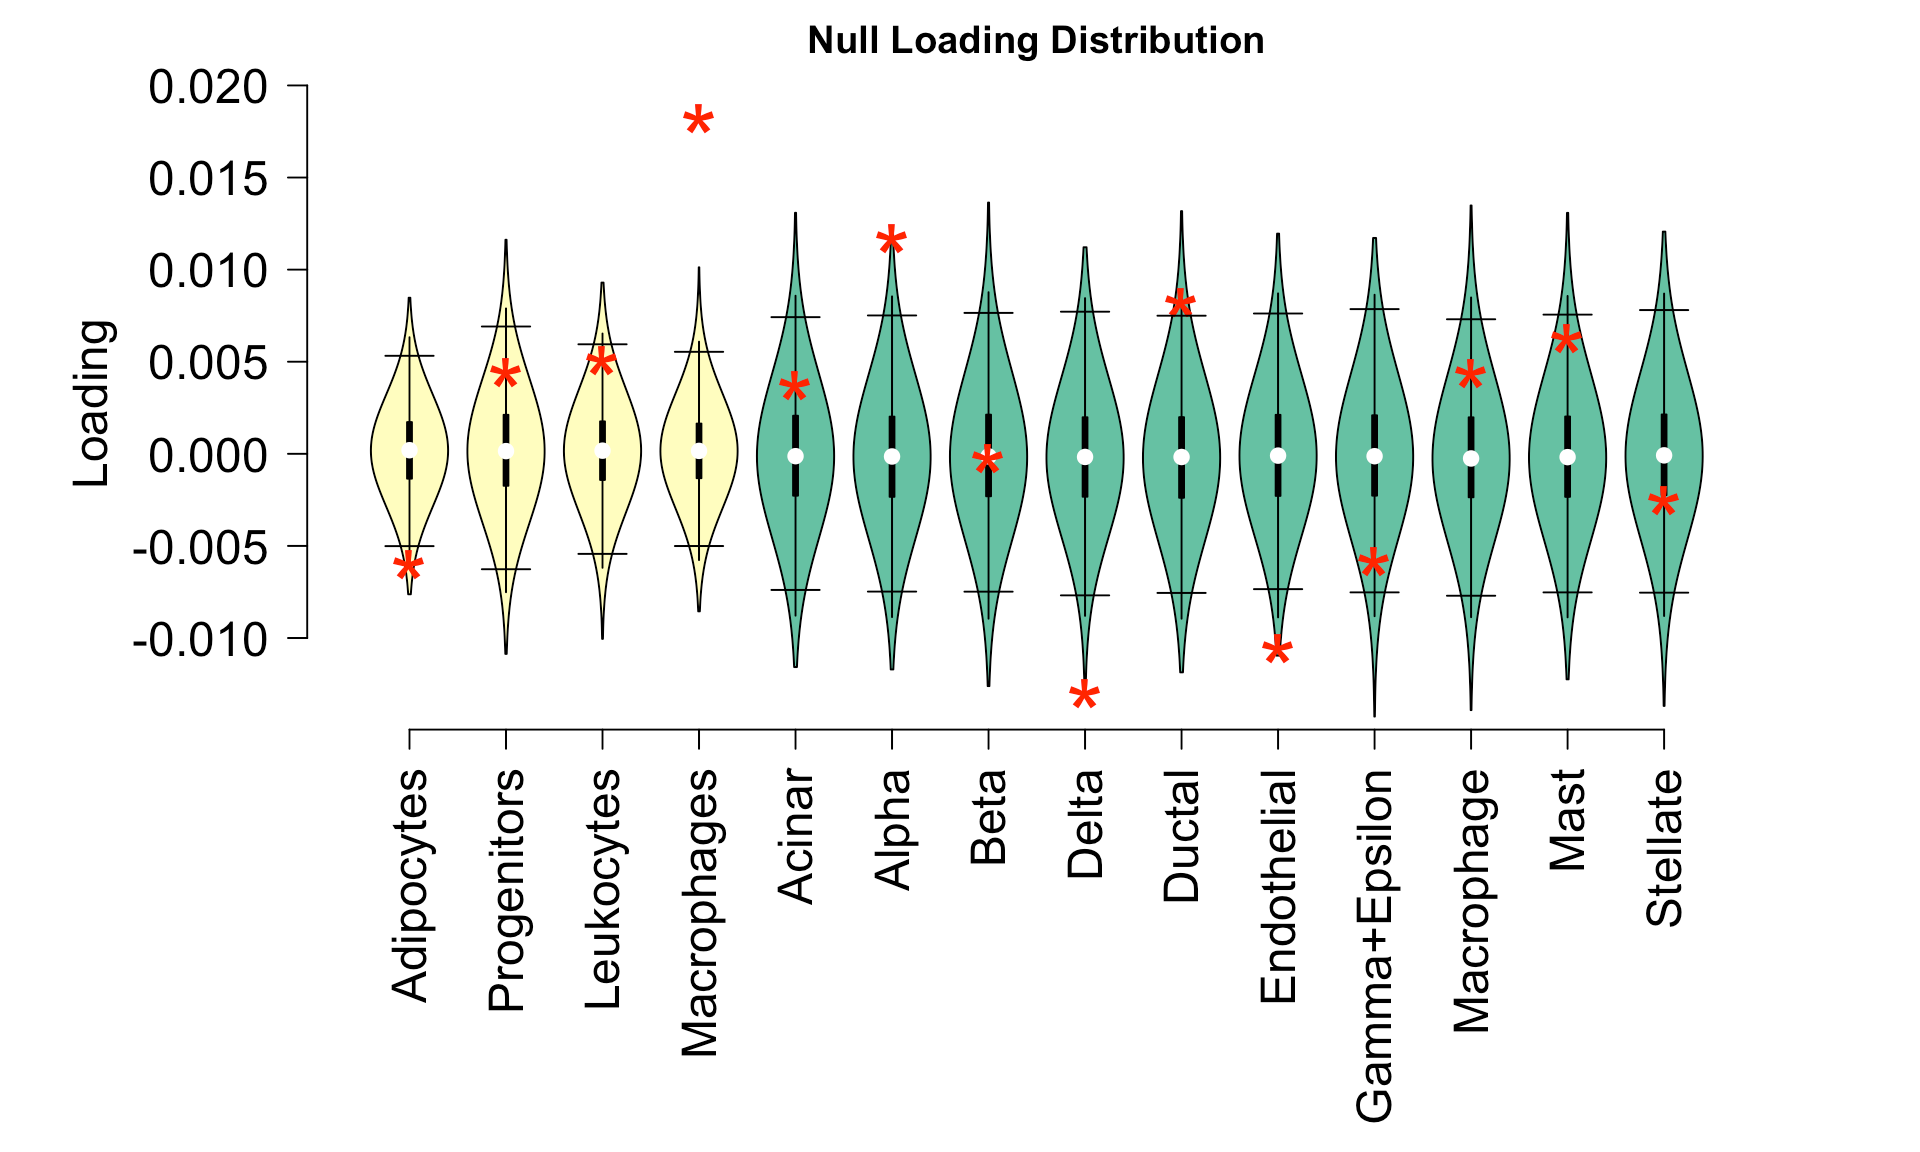 Null Loading Distribution
Loading
0.020
0.015
0.010
0.005
0.000
-0.005
-0.010
Adipocytes
Progenitors
Leukocytes
Macrophages
Acinar
Alpha
Beta
Delta
Ductal
Endothelial
Gamma+Epsilon
Macrophage
Mast
Stellate